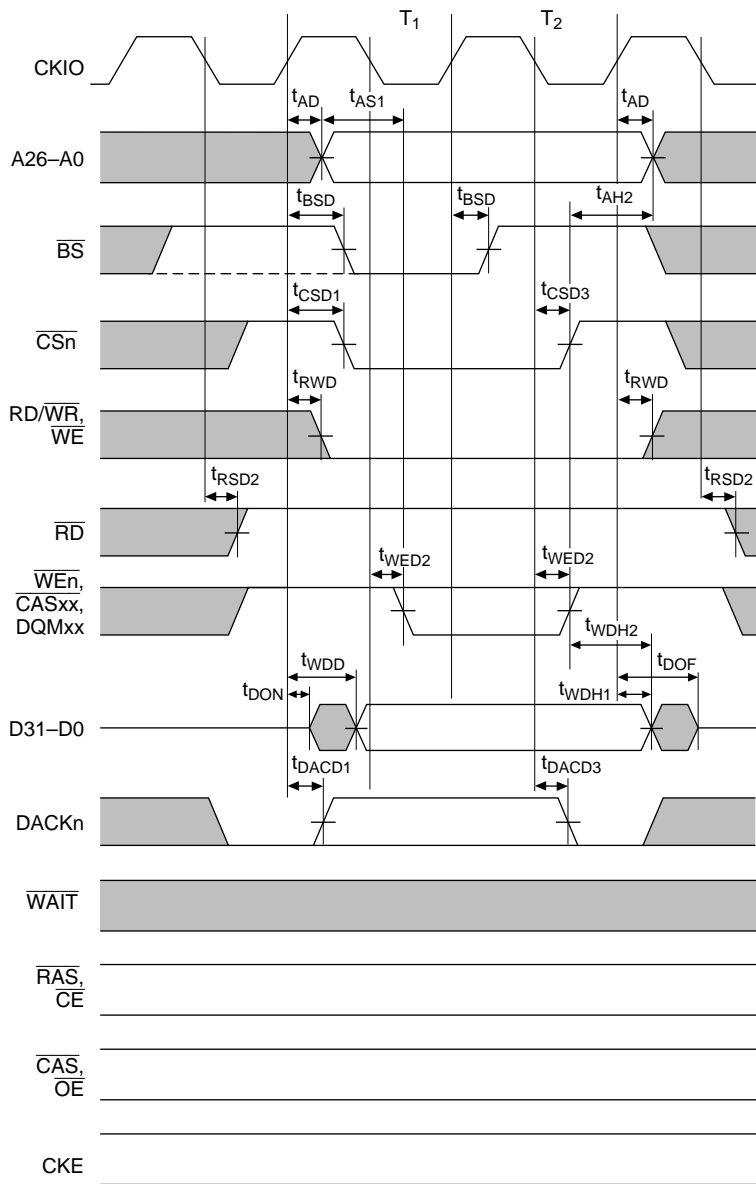 T1 T2
CKIO
tAD tAS1 tAD
A26–A0
tBSD tBSD tAH2
BS
tCSD1 tCSD3
CSn
tRWD tRWD
RD/WR,
WE
tRSD2 tRSD2
RD
WEn,
CASxx,
DQMxx
tWED2 tWED2
tWDH2
tWDD tDOF
tDON tWDH1
D31–D0
tDACD1 tDACD3
DACKn
WAIT
RAS,
CE
CAS,
OE
CKE